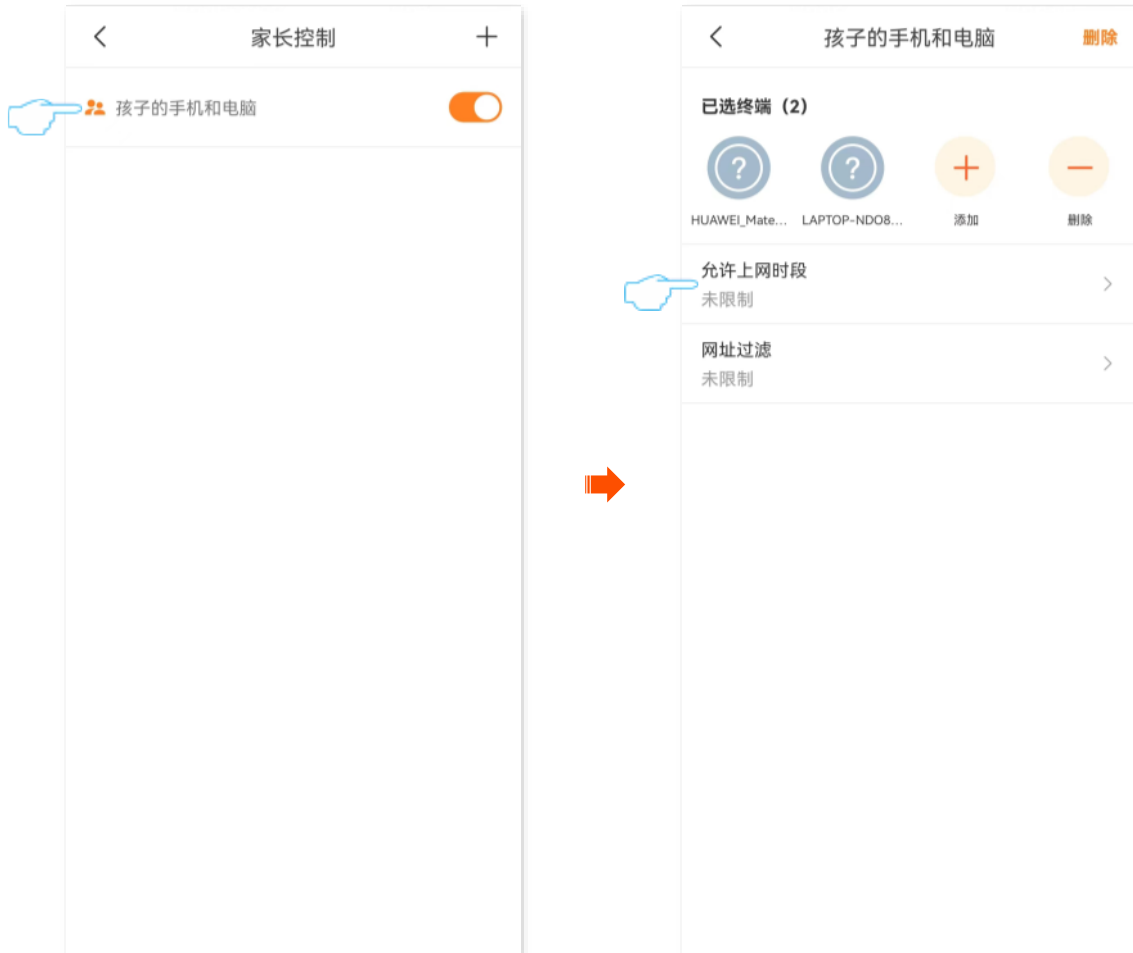 家长控制
孩子的手机和电脑
孩子的手机和电脑
删除
已选终端（2）
HUAWEI_Mate...
LAPTOP-NDO8...
添加
删除
允许上网时段
未限制
网址过滤
未限制